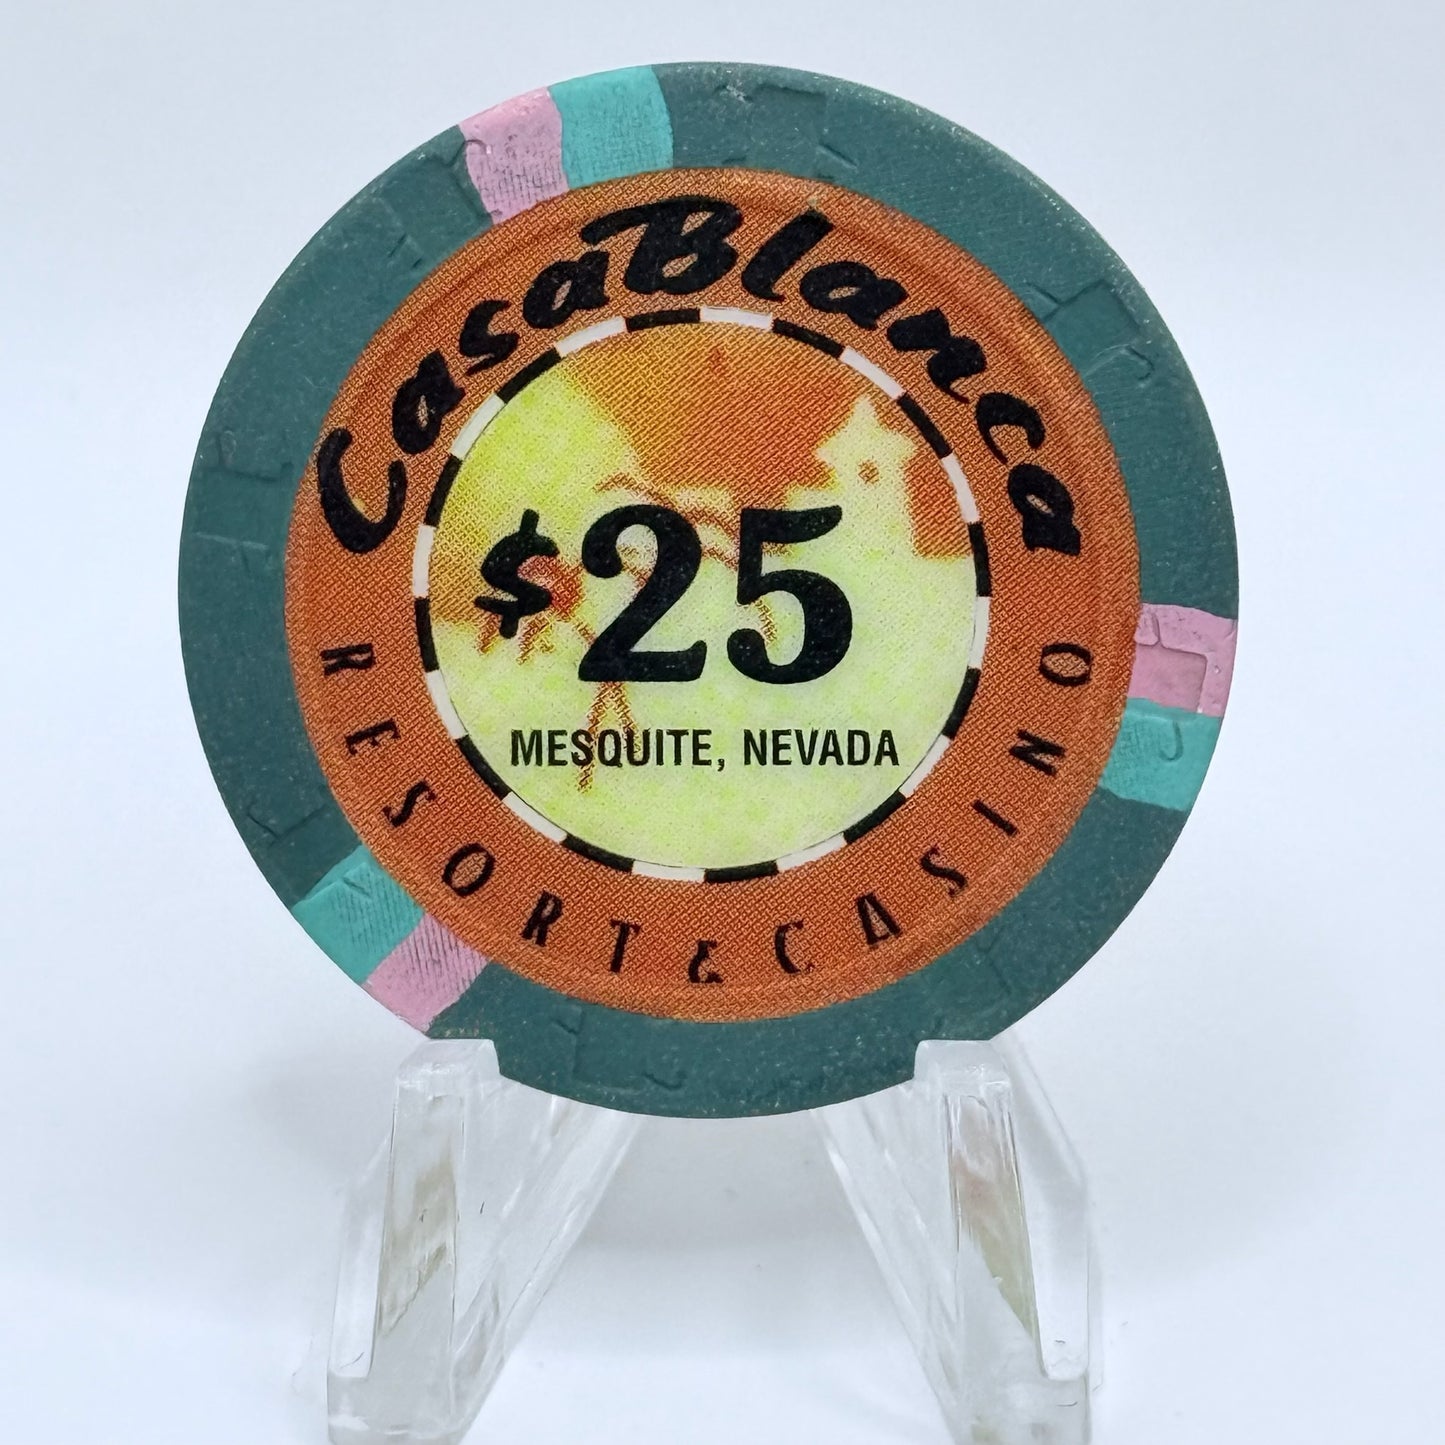 CasaBlanca
$25
MESQUITE, NEVADA
RESORT & CASINO